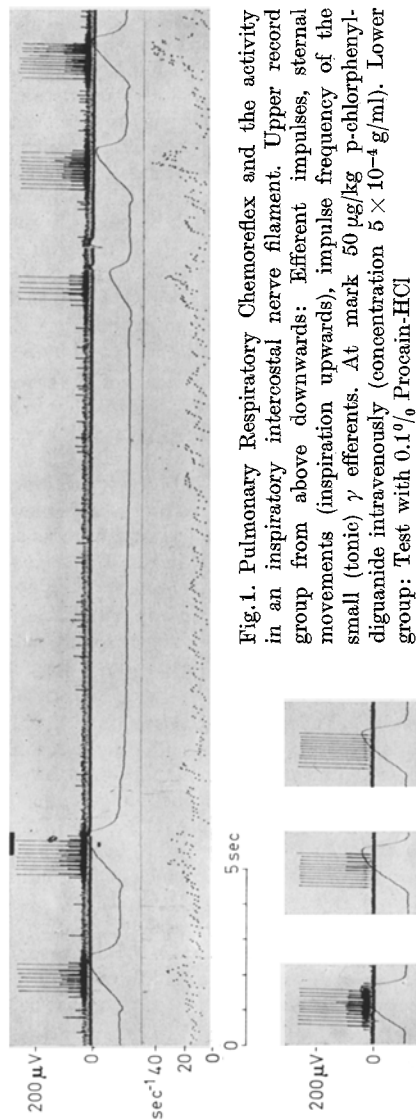 200 µV-
0-
sec⁻¹ 40-
20-
0-
0
5 sec
200 µV-
0-
Fig.1. Pulmonary Respiratory Chemoreflex and the activity
in an inspiratory intercostal nerve filament. Upper record
group from above downwards: Efferent impulses, sternal
movements (inspiration upwards), impulse frequency of the
small (tonic) γ efferents. At mark 50 µg/kg p-chlorphenyl-
diguanide intravenously (concentration 5 × 10⁻⁴ g/ml). Lower
group: Test with 0.1% Procain-HCl